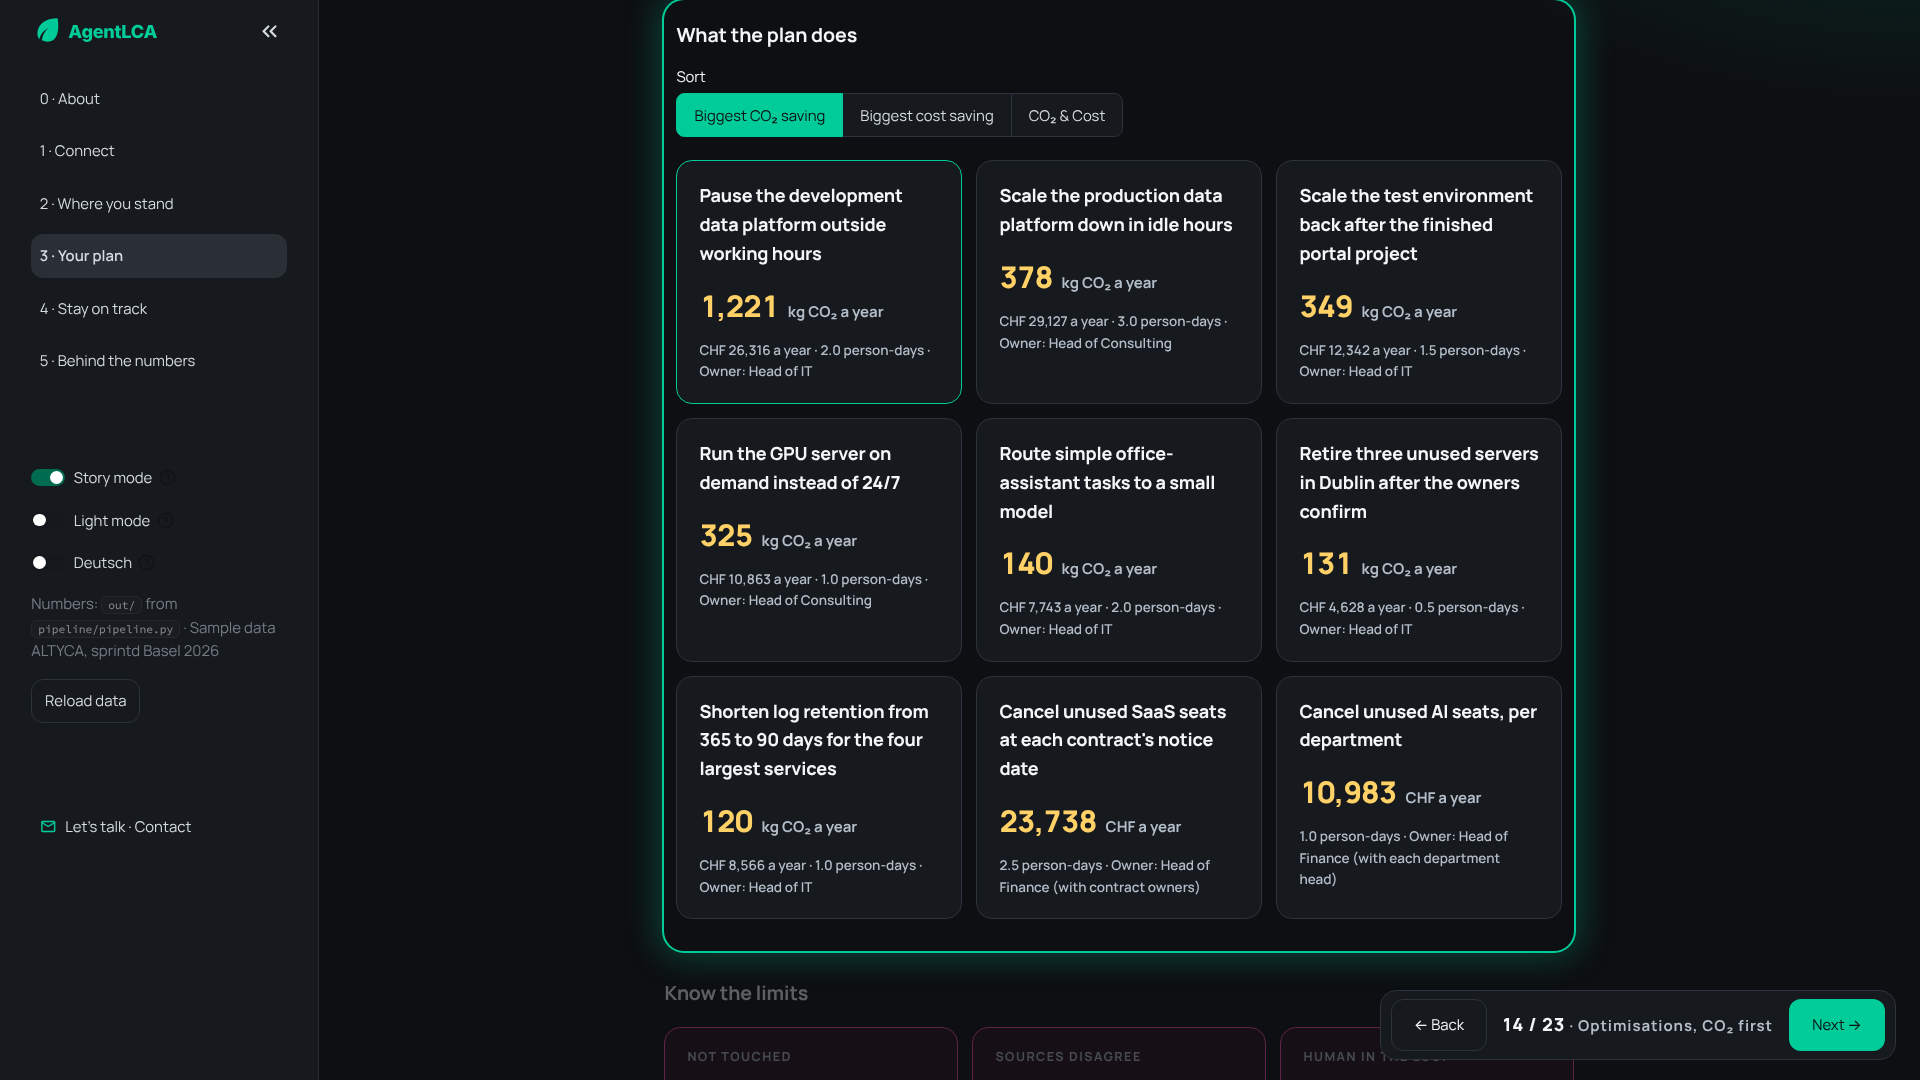 AgentLCA
0 · About
1 · Connect
2 · Where you stand
3 · Your plan
4 · Stay on track
5 · Behind the numbers
Story mode
Light mode
Deutsch
Numbers: out/ from
pipeline/pipeline.py · Sample data
ALTYCA, sprintd Basel 2026
Reload data
Let's talk · Contact
What the plan does
Sort
Biggest CO₂ saving
Biggest cost saving
CO₂ & Cost
Pause the development
data platform outside
working hours
1,221 kg CO₂ a year
CHF 26,316 a year · 2.0 person-days ·
Owner: Head of IT
Scale the production data
platform down in idle hours
378 kg CO₂ a year
CHF 29,127 a year · 3.0 person-days ·
Owner: Head of Consulting
Scale the test environment
back after the finished
portal project
349 kg CO₂ a year
CHF 12,342 a year · 1.5 person-days ·
Owner: Head of IT
Run the GPU server on
demand instead of 24/7
325 kg CO₂ a year
CHF 10,863 a year · 1.0 person-days ·
Owner: Head of Consulting
Route simple office-
assistant tasks to a small
model
140 kg CO₂ a year
CHF 7,743 a year · 2.0 person-days ·
Owner: Head of IT
Retire three unused servers
in Dublin after the owners
confirm
131 kg CO₂ a year
CHF 4,628 a year · 0.5 person-days ·
Owner: Head of IT
Shorten log retention from
365 to 90 days for the four
largest services
120 kg CO₂ a year
CHF 8,566 a year · 1.0 person-days ·
Owner: Head of IT
Cancel unused SaaS seats
at each contract's notice
date
23,738 CHF a year
2.5 person-days · Owner: Head of
Finance (with contract owners)
Cancel unused AI seats, per
department
10,983 CHF a year
1.0 person-days · Owner: Head of
Finance (with each department
head)
Know the limits
NOT TOUCHED
SOURCES DISAGREE
HUMAN IN
← Back
14 / 23 · Optimisations, CO₂ first
Next →